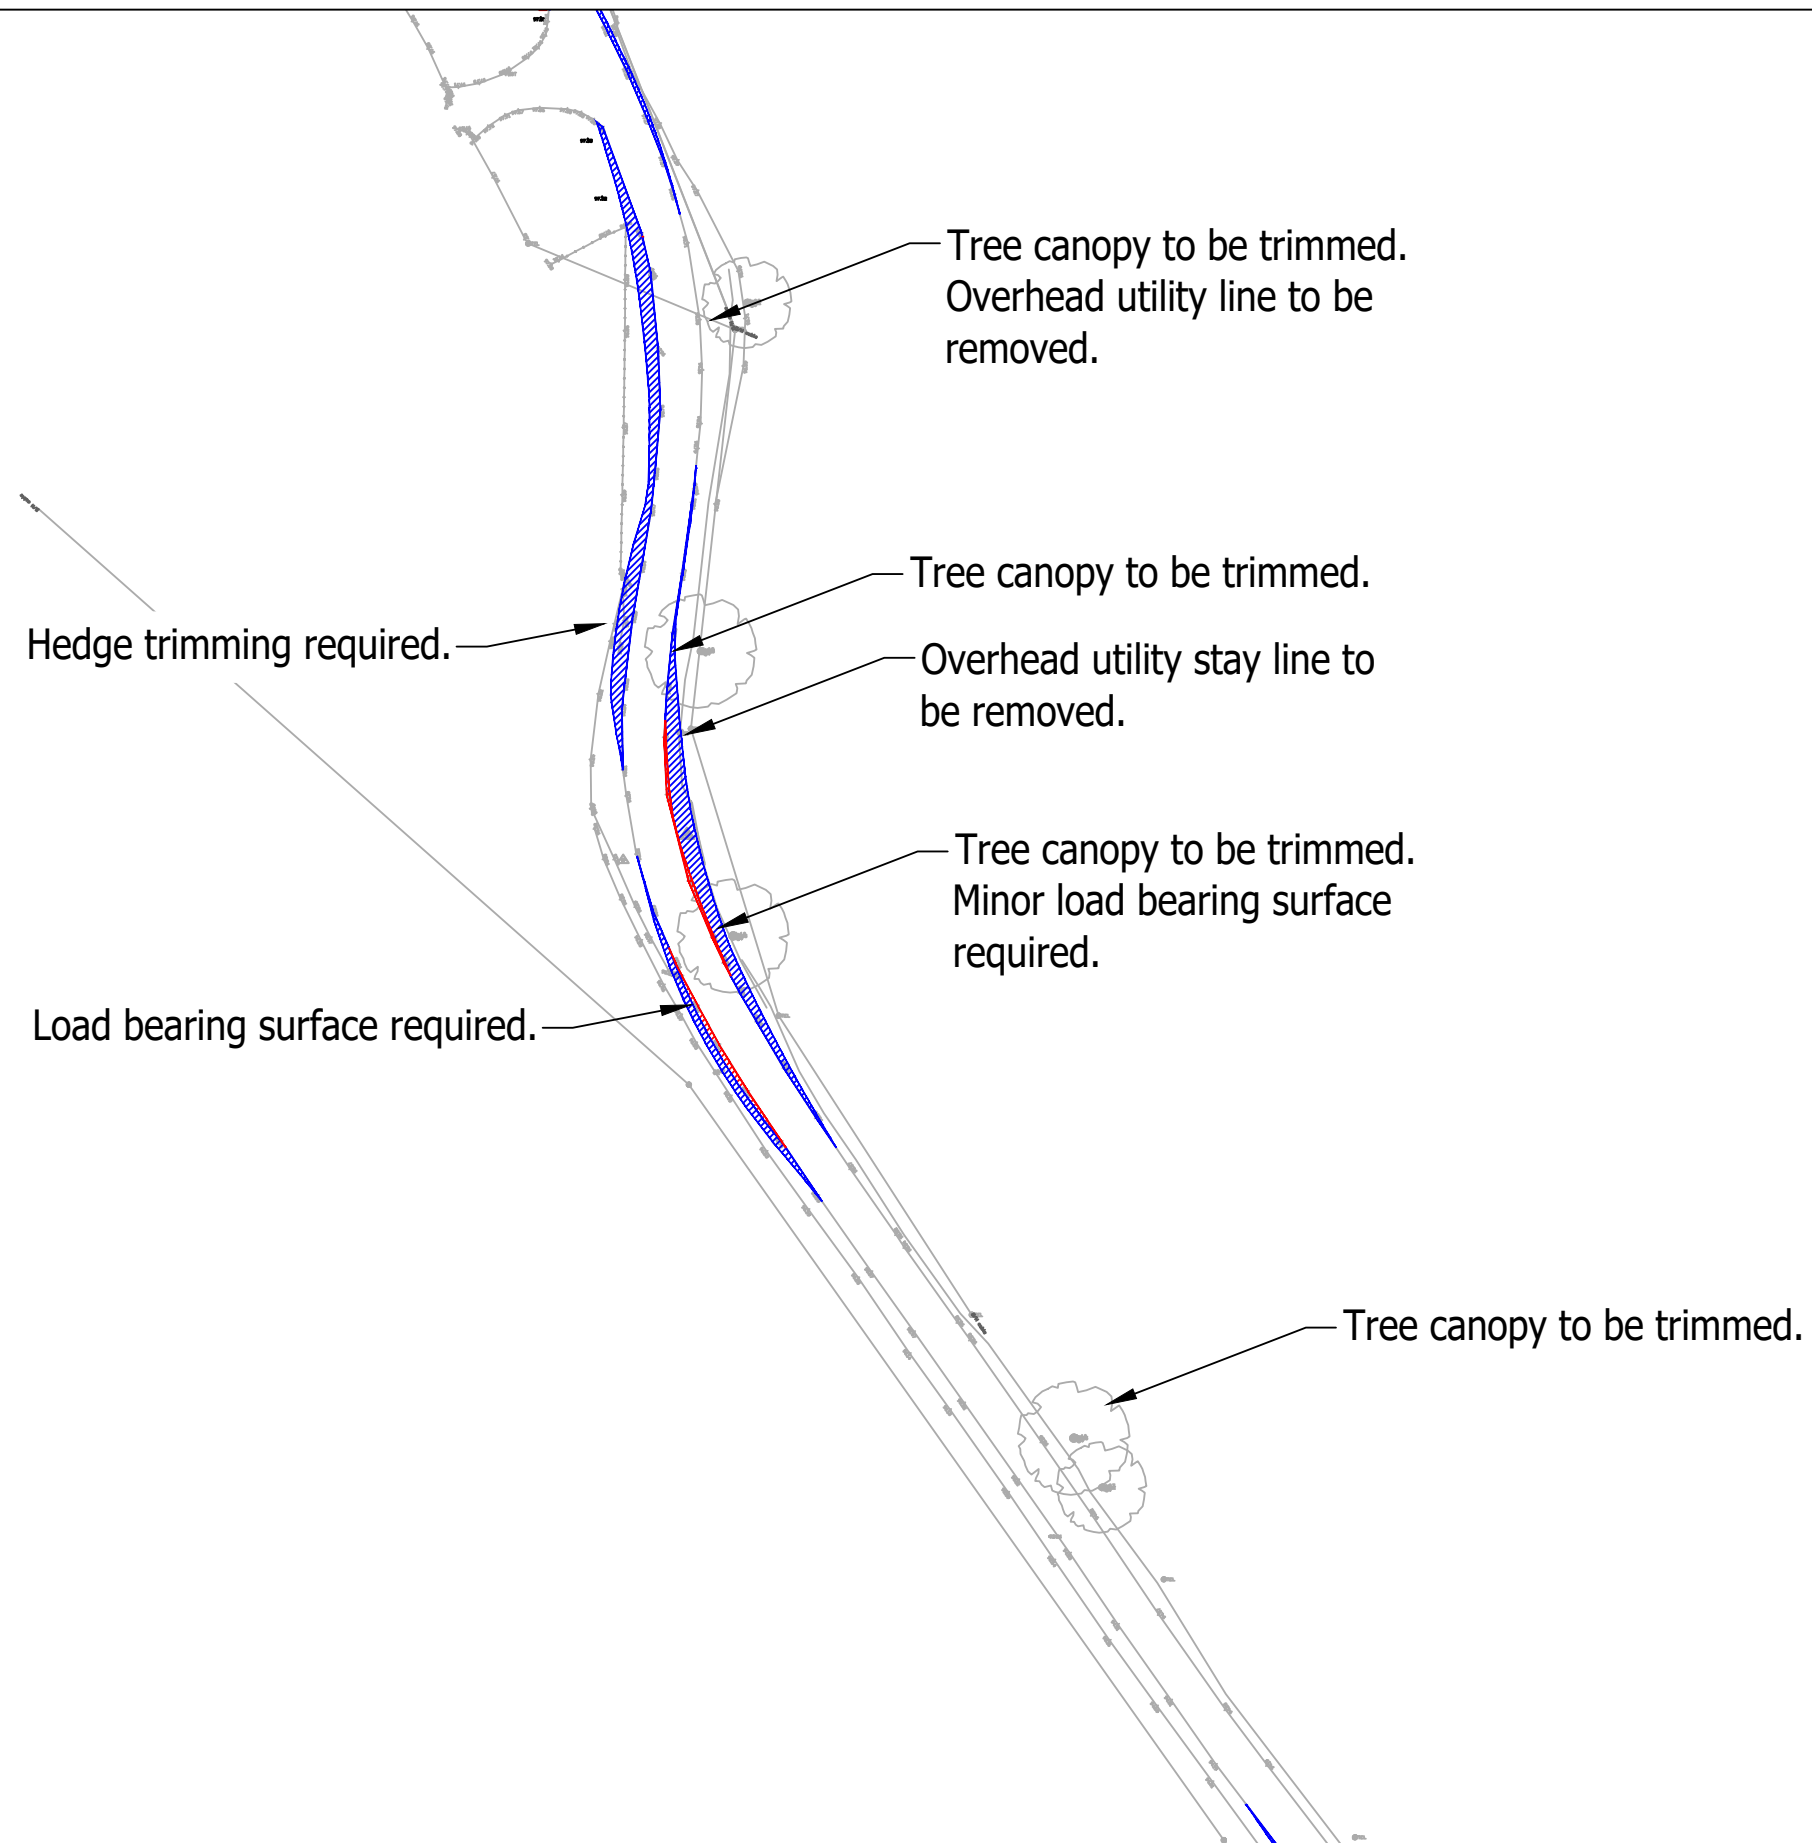 Tree canopy to be trimmed.
Overhead utility line to be
removed.
Tree canopy to be trimmed.
Hedge trimming required.
Overhead utility stay line to
be removed.
Tree canopy to be trimmed.
Minor load bearing surface
required.
Load bearing surface required.
Tree canopy to be trimmed.